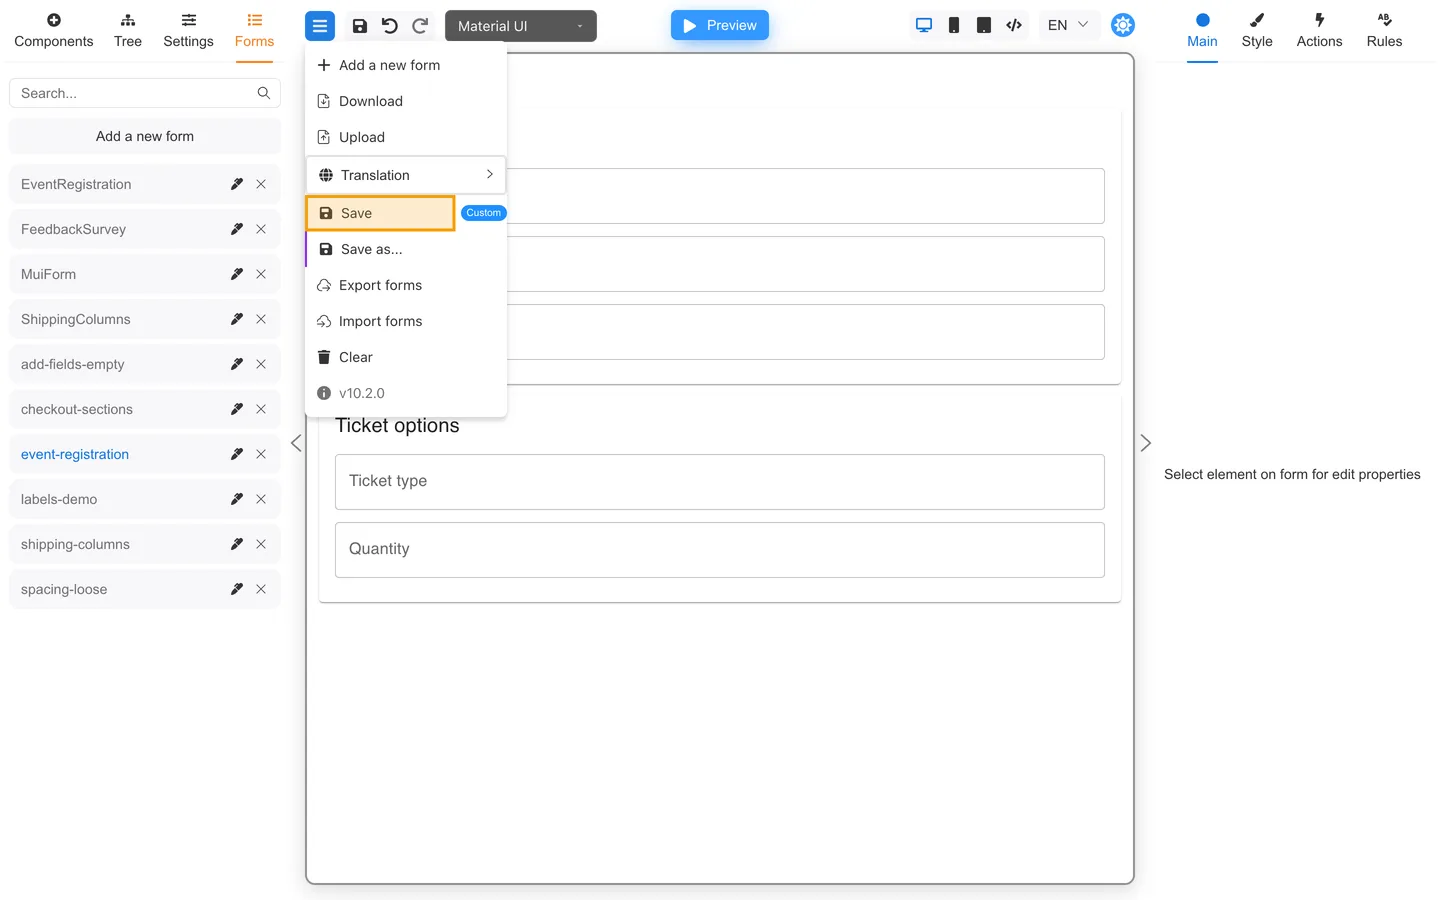 Components
Tree
Settings
Forms
Material UI
Preview
EN
Main
Style
Actions
Rules
Search...
Add a new form
EventRegistration
FeedbackSurvey
MuiForm
ShippingColumns
add-fields-empty
checkout-sections
event-registration
labels-demo
shipping-columns
spacing-loose
Add a new form
Download
Upload
Translation
Save
Custom
Save as...
Export forms
Import forms
Clear
v10.2.0
Ticket options
Ticket type
Quantity
Select element on form for edit properties